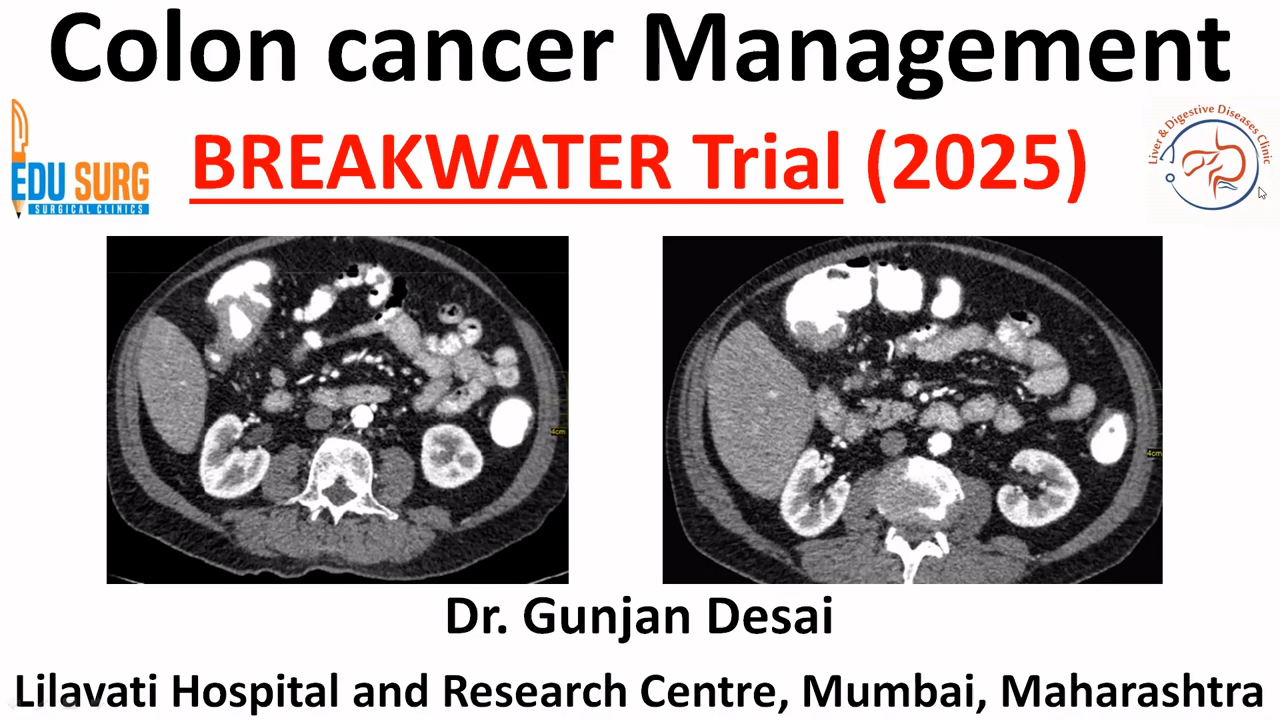 Colon cancer Management
BREAKWATER Trial (2025)
EDU SURG
SURGICAL CLINICS
Liver & Digestive Diseases Clinic
4cm
4cm
Dr. Gunjan Desai
Lilavati Hospital and Research Centre, Mumbai, Maharashtra